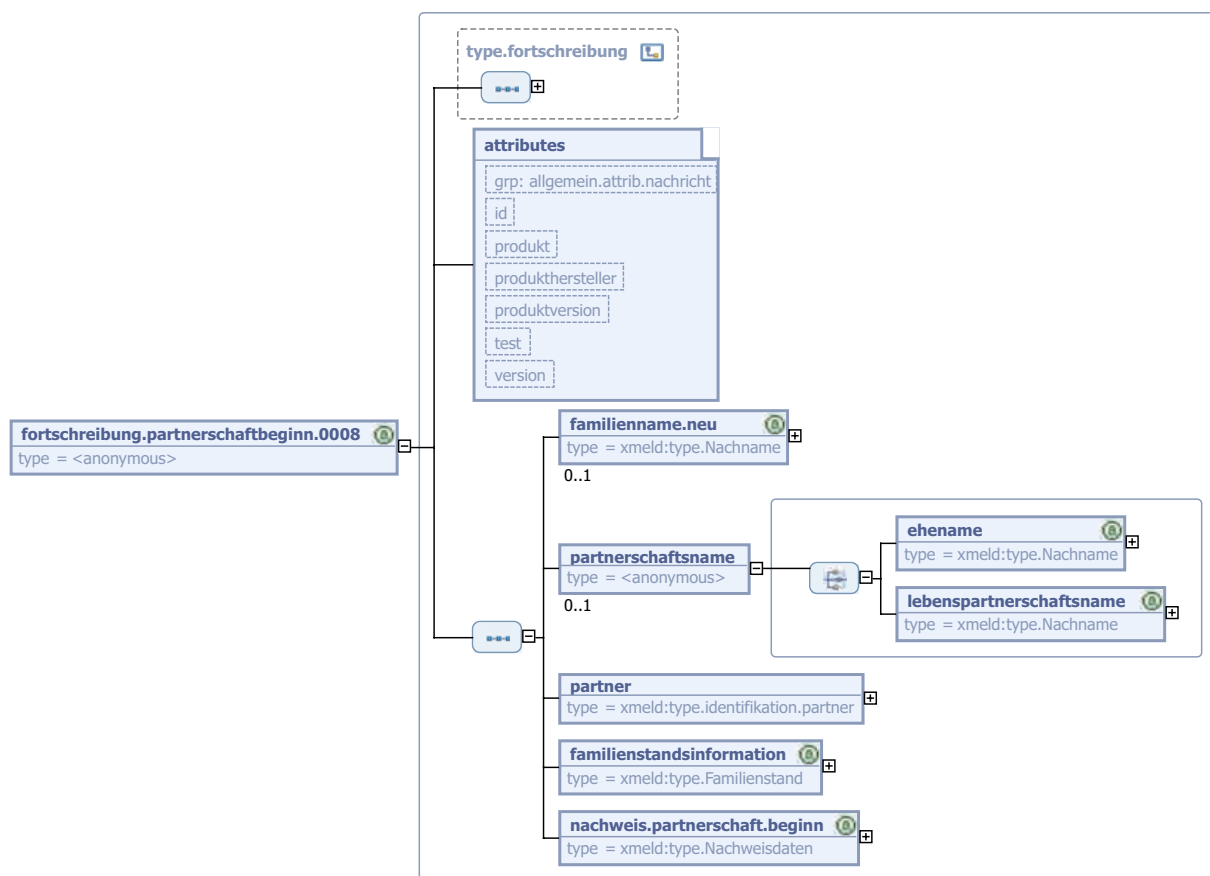 type.fortschreibung
attributes
grp: allgemein.attrib.nachricht
id
produkt
produkthersteller
produktversion
test
version
fortschreibung.partnerschaftbeginn.0008
type = <anonymous>
familienname.neu
type = xmeld:type.Nachname
0..1
partnerschaftsname
type = <anonymous>
0..1
ehename
type = xmeld:type.Nachname
lebenspartnerschaftsname
type = xmeld:type.Nachname
partner
type = xmeld:type.identifikation.partner
familienstandsinformation
type = xmeld:type.Familienstand
nachweis.partnerschaft.beginn
type = xmeld:type.Nachweisdaten